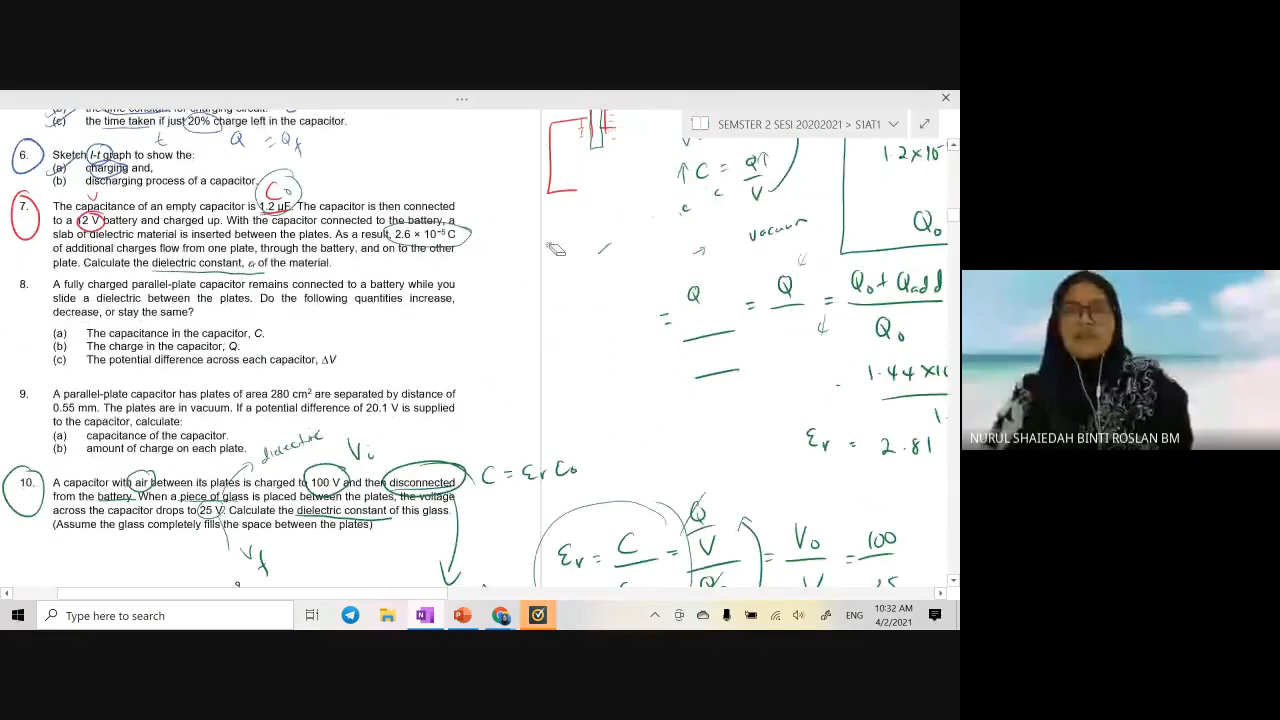 (c) the time taken if just 20% charge left in the capacitor.
t Q = Qf
6. Sketch I-t graph to show the:
(a) charging and,
(b) discharging process of a capacitor.
C0
V
7. The capacitance of an empty capacitor is 1.2 μF. The capacitor is then connected
to a 12 V battery and charged up. With the capacitor connected to the battery, a
slab of dielectric material is inserted between the plates. As a result, 2.6 × 10⁻⁵ C
of additional charges flow from one plate, through the battery, and on to the other
plate. Calculate the dielectric constant, εr of the material.
8. A fully charged parallel-plate capacitor remains connected to a battery while you
slide a dielectric between the plates. Do the following quantities increase,
decrease, or stay the same?
(a) The capacitance in the capacitor, C.
(b) The charge in the capacitor, Q.
(c) The potential difference across each capacitor, ΔV
9. A parallel-plate capacitor has plates of area 280 cm² are separated by distance of
0.55 mm. The plates are in vacuum. If a potential difference of 20.1 V is supplied
to the capacitor, calculate:
(a) capacitance of the capacitor.
(b) amount of charge on each plate.
dielectric Vi
10. A capacitor with air between its plates is charged to 100 V and then disconnected
from the battery. When a piece of glass is placed between the plates, the voltage
across the capacitor drops to 25 V. Calculate the dielectric constant of this glass.
(Assume the glass completely fills the space between the plates)
Vf
C = εr C0
SEMSTER 2 SESI 20202021 > S1AT1
↑ C = Q↑
V
vacuum
1.2×10
Q0
= Q = Q = Q0 + Qadd
Q0
1.44×10
1.
εr = 2.81
εr = C = Q = V0 = 100
V
V
NURUL SHAIEDAH BINTI ROSLAN BM
Type here to search
ENG
10:32 AM
4/2/2021